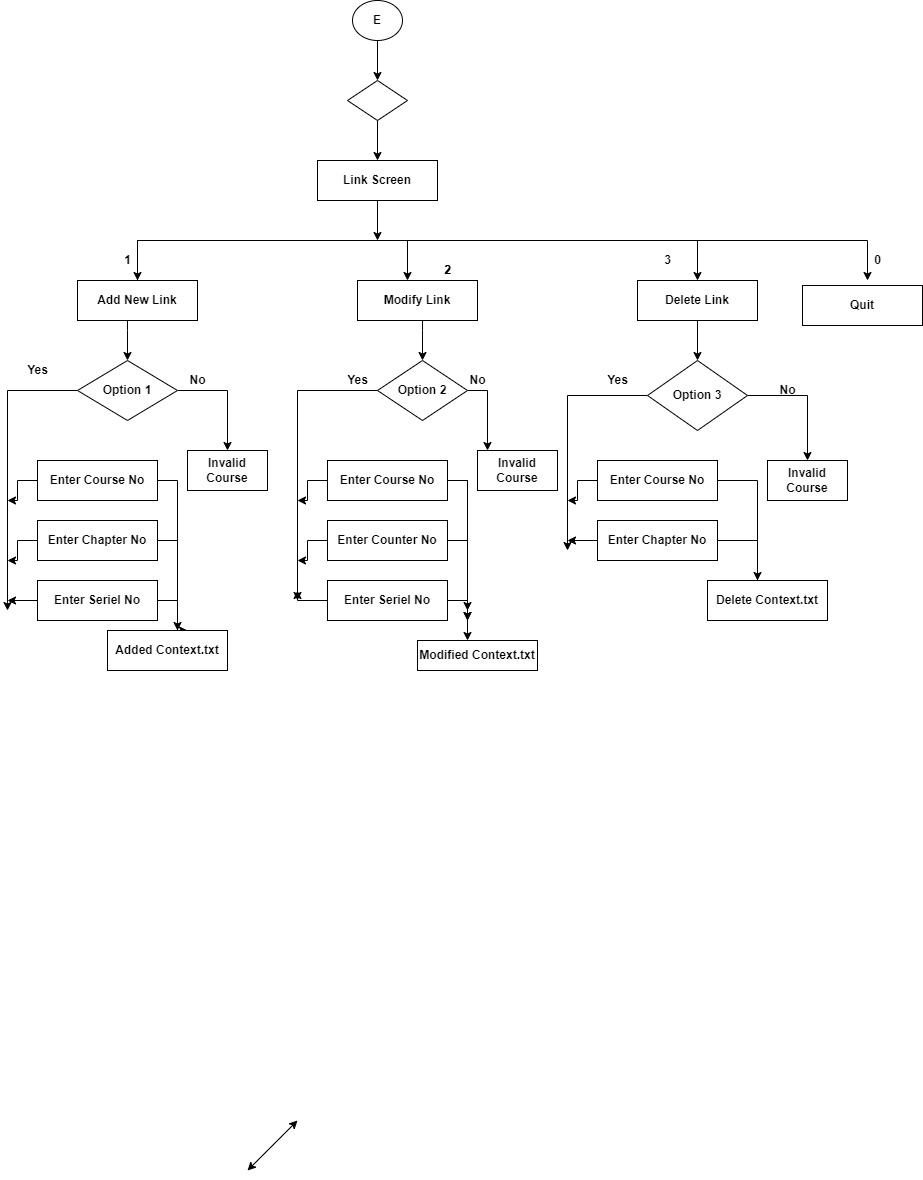 E
Link Screen
1
2
3
0
Add New Link
Modify Link
Delete Link
Quit
Yes
Option 1
No
Yes
Option 2
No
Yes
Option 3
No
Invalid
Course
Invalid
Course
Invalid
Course
Enter Course No
Enter Course No
Enter Course No
Enter Chapter No
Enter Counter No
Enter Chapter No
Enter Seriel No
Enter Seriel No
Delete Context.txt
Added Context.txt
Modified Context.txt